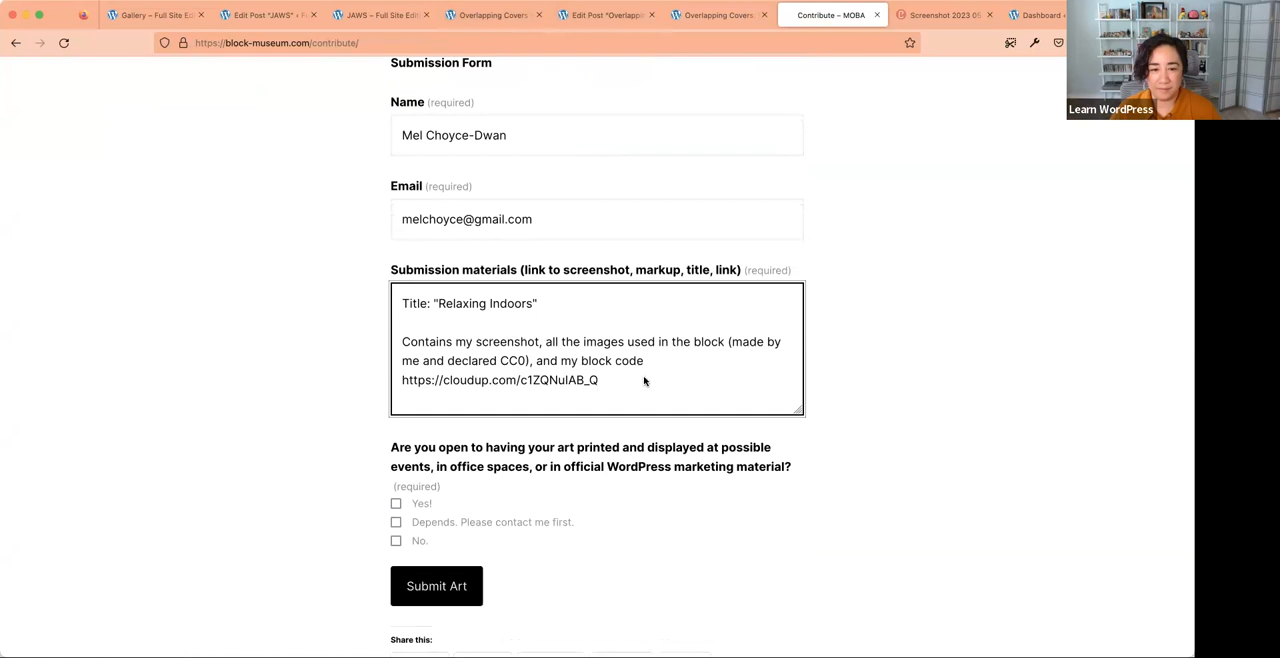 Gallery – Full Site Edit
Edit Post "JAWS" ‹ F
JAWS – Full Site Edit
Overlapping Covers
Edit Post "Overlappin
Overlapping Covers
Contribute – MOBA
Screenshot 2023 05
Dashboard ‹
https://block-museum.com/contribute/
Learn WordPress
Submission Form
Name (required)
Mel Choyce-Dwan
Email (required)
melchoyce@gmail.com
Submission materials (link to screenshot, markup, title, link) (required)
Title: "Relaxing Indoors"
Contains my screenshot, all the images used in the block (made by
me and declared CC0), and my block code
https://cloudup.com/c1ZQNulAB_Q
Are you open to having your art printed and displayed at possible
events, in office spaces, or in official WordPress marketing material?
(required)
Yes!
Depends. Please contact me first.
No.
Submit Art
Share this: